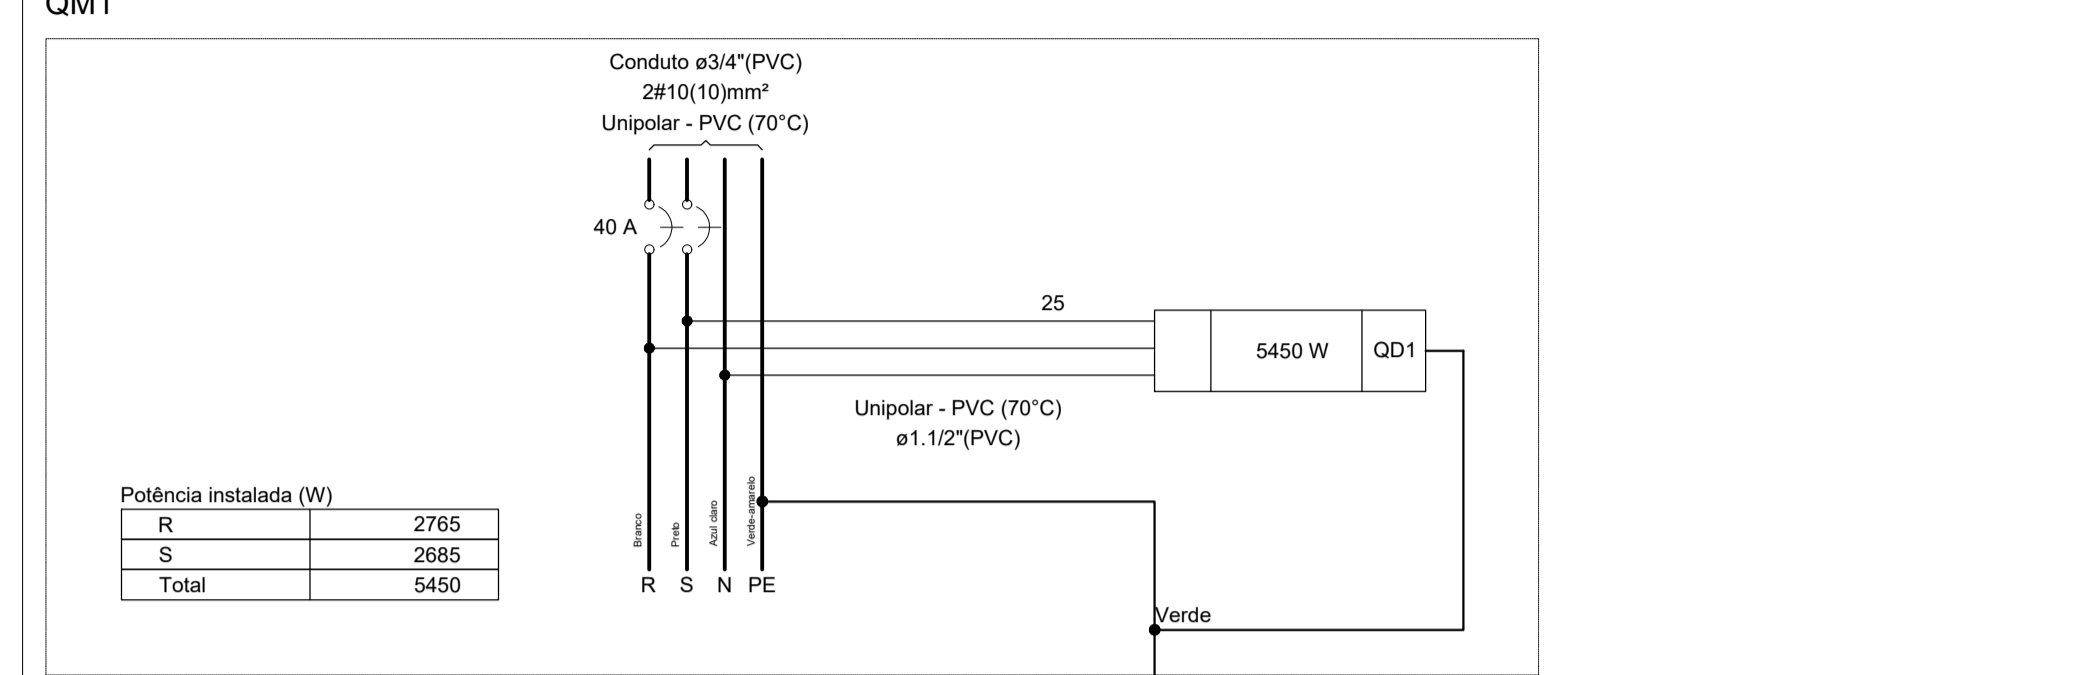 QM1
Conduto ø3/4"(PVC)
2#10(10)mm²
Unipolar - PVC (70°C)
40 A
25
5450 W
QD1
Unipolar - PVC (70°C)
ø1.1/2"(PVC)
Potência instalada (W)
R 2765
S 2685
Total 5450
Branco
Preto
Azul claro
Verde-amarelo
R S N PE
Verde